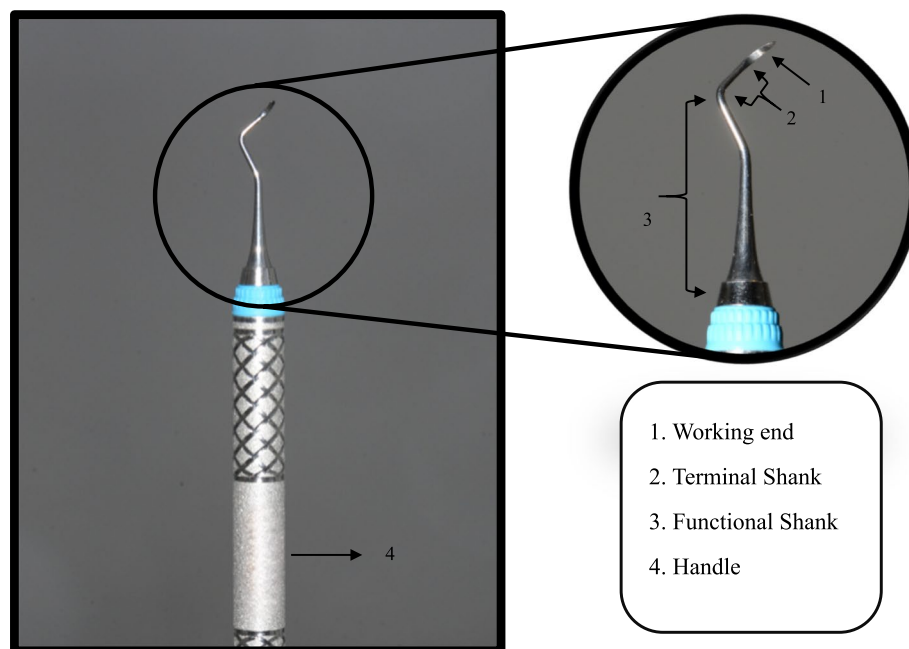 1
2
3
4
1. Working end
2. Terminal Shank
3. Functional Shank
4. Handle